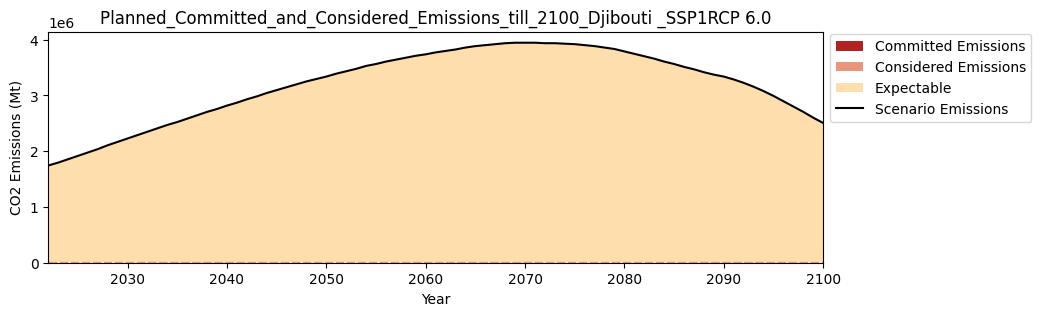 Planned_Committed_and_Considered_Emissions_till_2100_Djibouti _SSP1RCP 6.0
1e6
4
3
2
1
0
CO2 Emissions (Mt)
2030 2040 2050 2060 2070 2080 2090 2100
Year
Committed Emissions
Considered Emissions
Expectable
Scenario Emissions